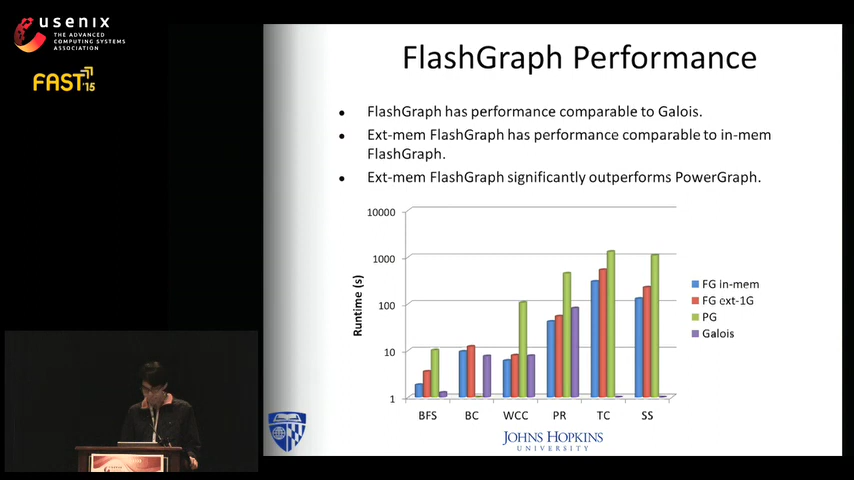 usenix
THE ADVANCED
COMPUTING SYSTEMS
ASSOCIATION
FAST '15
FlashGraph Performance
• FlashGraph has performance comparable to Galois.
• Ext-mem FlashGraph has performance comparable to in-mem
FlashGraph.
• Ext-mem FlashGraph significantly outperforms PowerGraph.
10000
1000
100
10
1
Runtime (s)
BFS BC WCC PR TC SS
FG in-mem
FG ext-1G
PG
Galois
JOHNS HOPKINS
UNIVERSITY
usenix